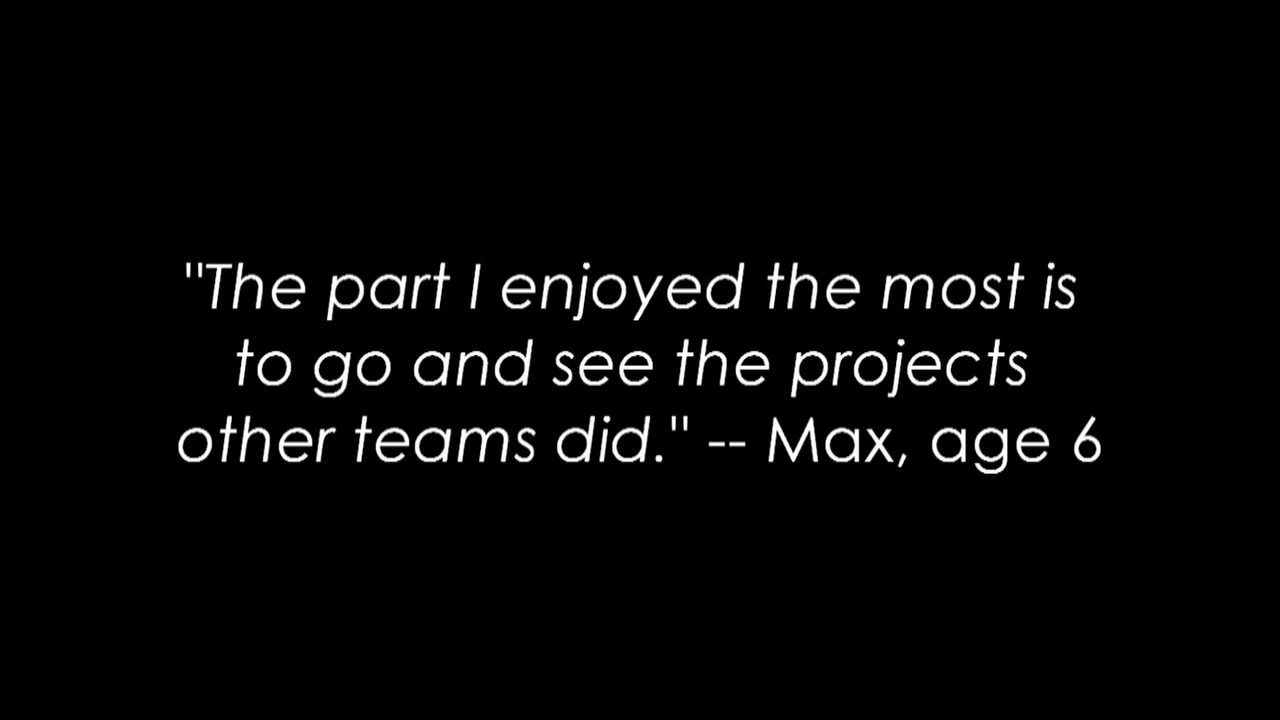 "The part I enjoyed the most is
to go and see the projects
other teams did." -- Max, age 6